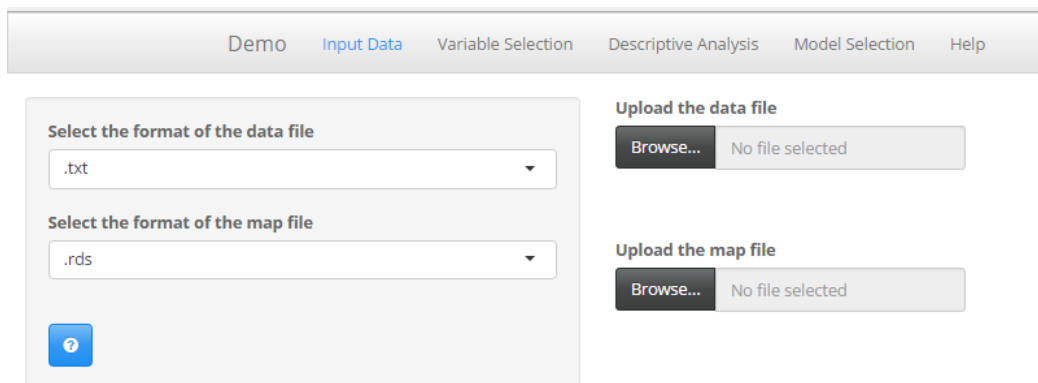 Demo Input Data Variable Selection Descriptive Analysis Model Selection Help
Select the format of the data file
.txt
Select the format of the map file
.rds
?
Upload the data file
Browse... No file selected
Upload the map file
Browse... No file selected